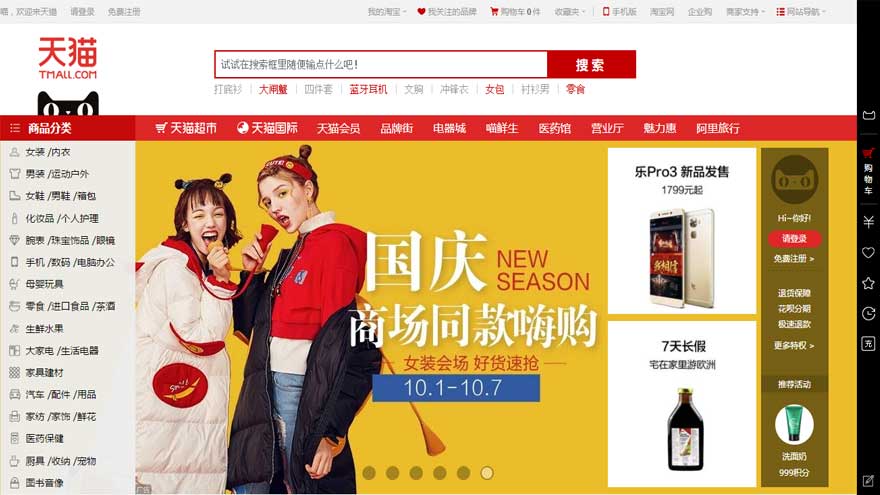 喵，欢迎来天猫 请登录 免费注册 我的淘宝 我关注的品牌 购物车0件 收藏夹 手机版 淘宝网 企业购 商家支持 网站导航
天猫
TMALL.COM
试试在搜索框里随便输点什么吧！ 搜索
打底衫 大闸蟹 四件套 蓝牙耳机 文胸 冲锋衣 女包 衬衫男 零食
商品分类 天猫超市 天猫国际 天猫会员 品牌街 电器城 喵鲜生 医药馆 营业厅 魅力惠 阿里旅行
女装 /内衣
男装 /运动户外
女鞋 /男鞋 /箱包
化妆品 /个人护理
腕表 /珠宝饰品 /眼镜
手机 /数码 /电脑办公
母婴玩具
零食 /进口食品 /茶酒
生鲜水果
大家电 /生活电器
家具建材
汽车 /配件 /用品
家纺 /家饰 /鲜花
医药保健
厨具 /收纳 /宠物
图书音像
CUTE!
国庆 NEW
SEASON
商场同款嗨购
女装会场 好货速抢
10.1-10.7
广告
乐Pro3 新品发售
1799元起
7天长假
宅在家里游欧洲
Hi~你好!
请登录
免费注册 >
退货保障
花呗分期
极速退款
更多特权 >
推荐活动
洗面奶
999积分
购物车
充